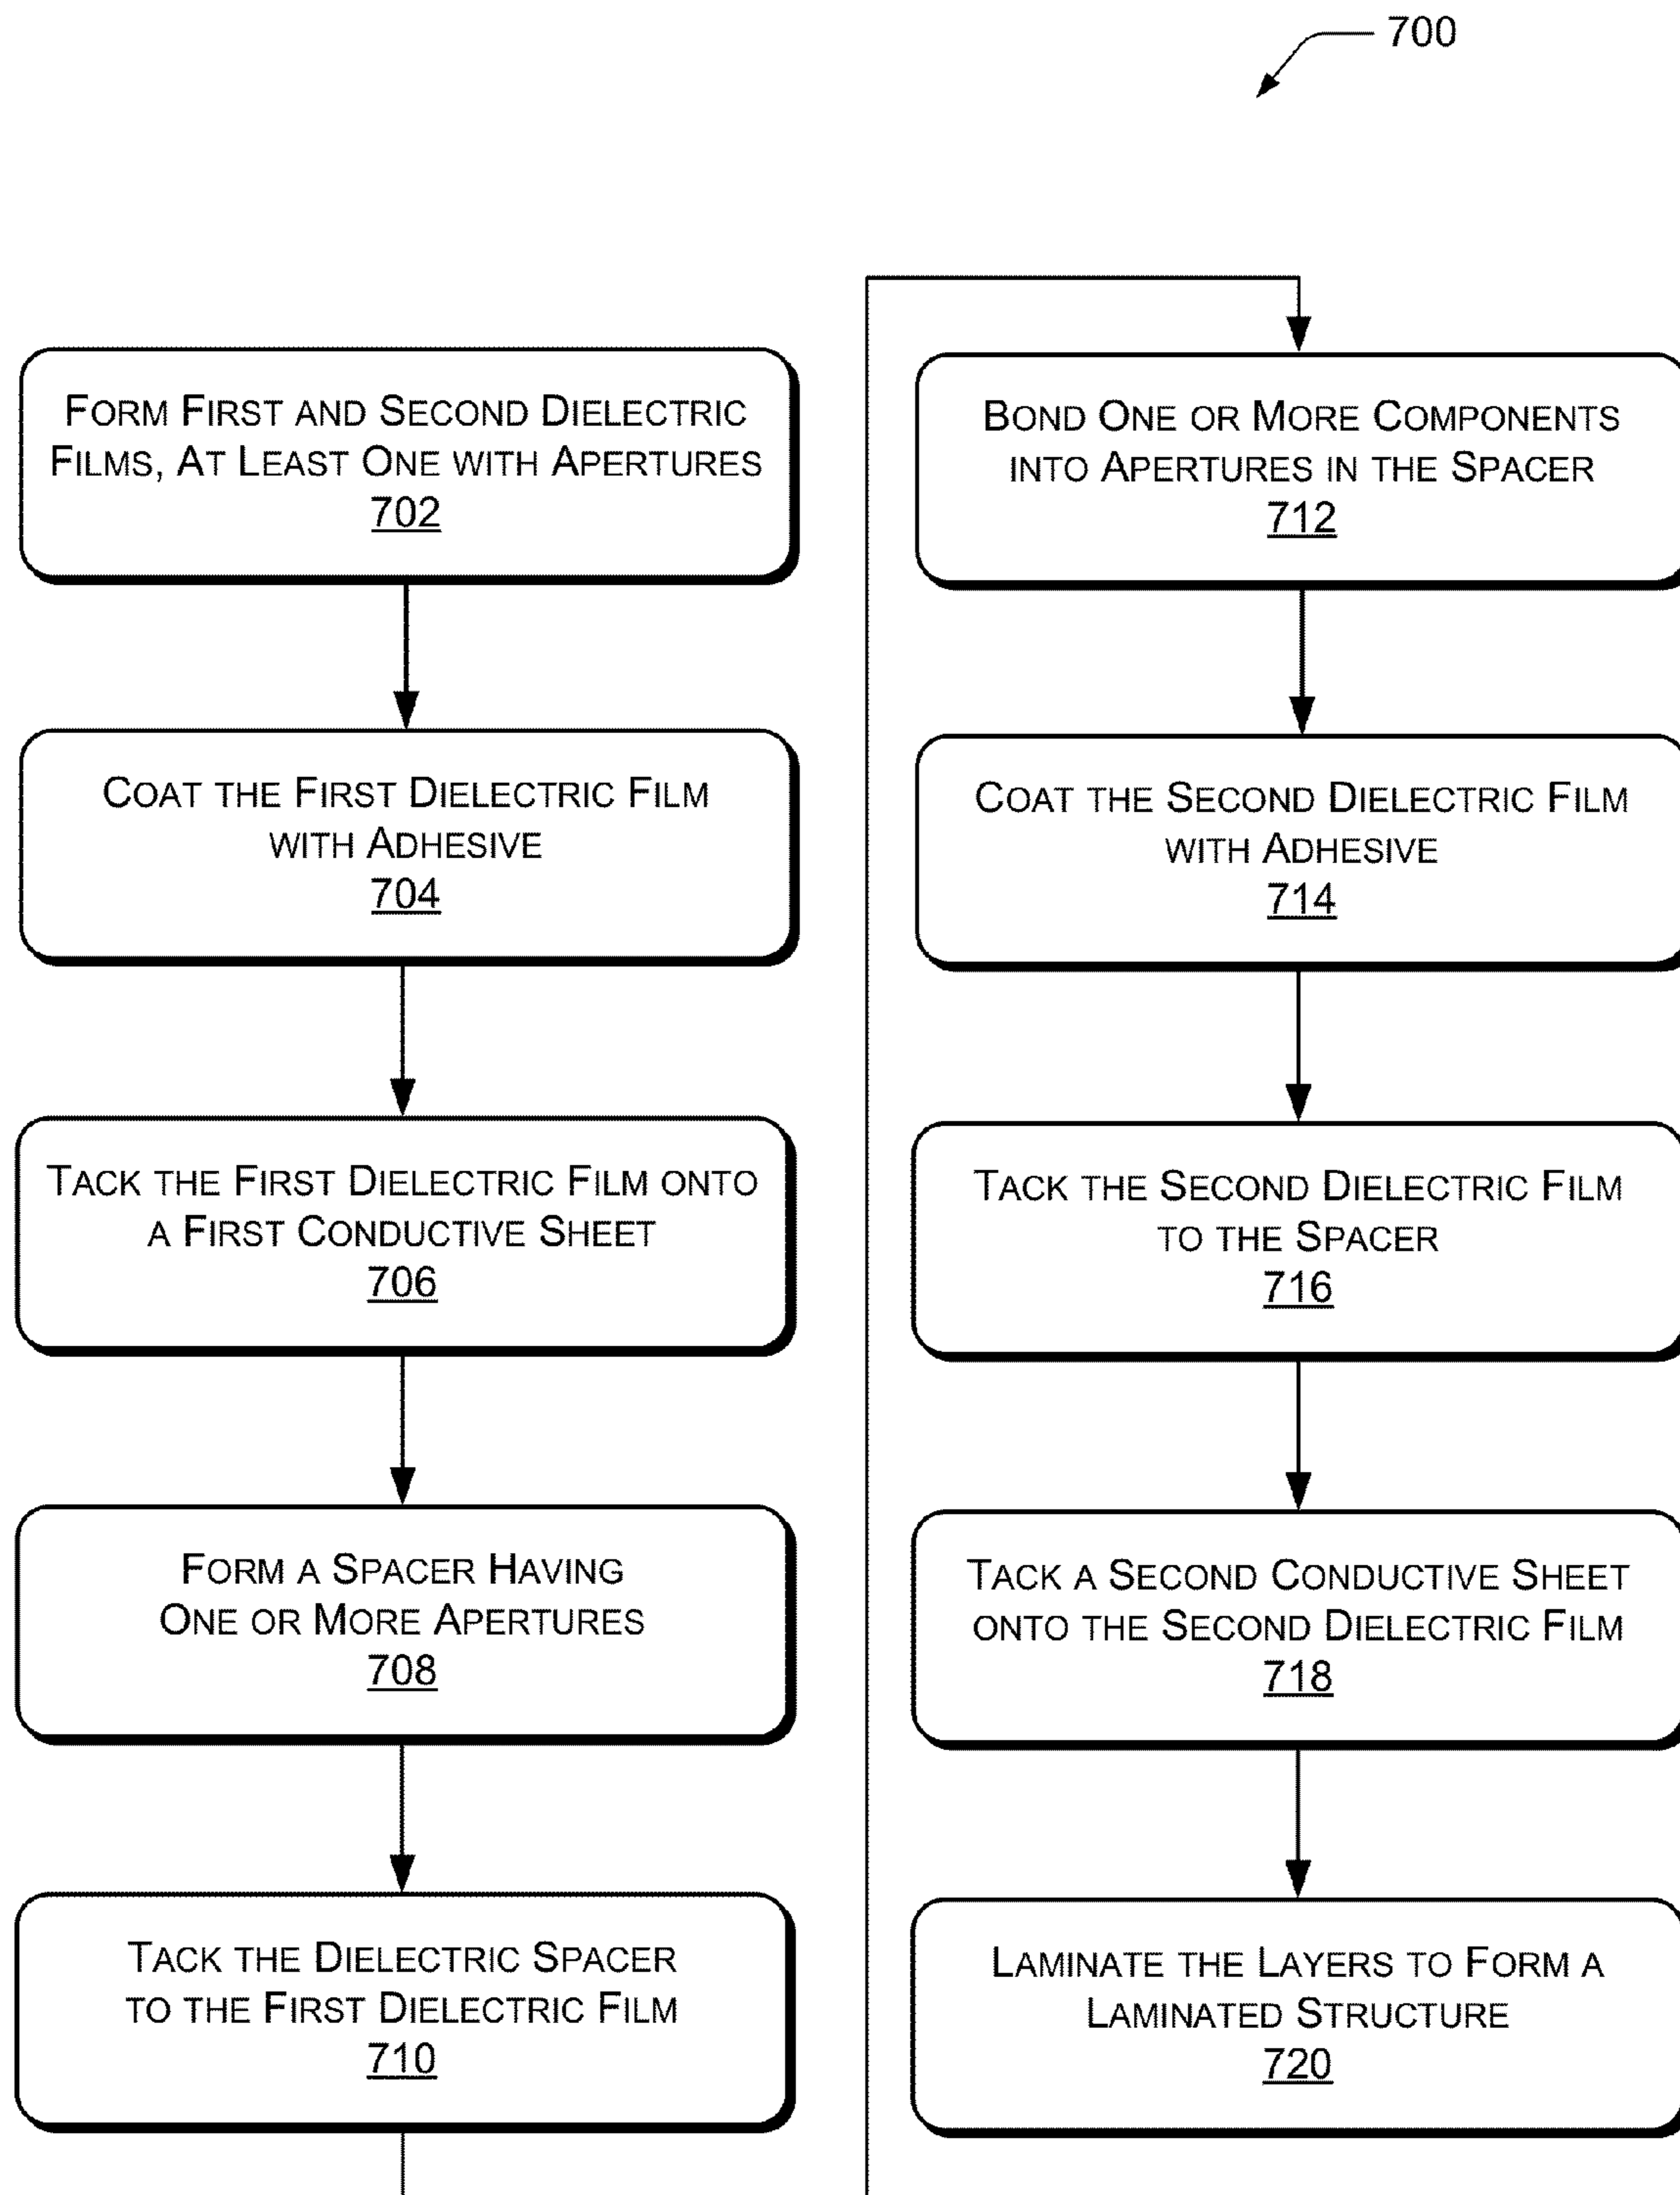 700
FORM FIRST AND SECOND DIELECTRIC
FILMS, AT LEAST ONE WITH APERTURES
702
COAT THE FIRST DIELECTRIC FILM
WITH ADHESIVE
704
TACK THE FIRST DIELECTRIC FILM ONTO
A FIRST CONDUCTIVE SHEET
706
FORM A SPACER HAVING
ONE OR MORE APERTURES
708
TACK THE DIELECTRIC SPACER
TO THE FIRST DIELECTRIC FILM
710
BOND ONE OR MORE COMPONENTS
INTO APERTURES IN THE SPACER
712
COAT THE SECOND DIELECTRIC FILM
WITH ADHESIVE
714
TACK THE SECOND DIELECTRIC FILM
TO THE SPACER
716
TACK A SECOND CONDUCTIVE SHEET
ONTO THE SECOND DIELECTRIC FILM
718
LAMINATE THE LAYERS TO FORM A
LAMINATED STRUCTURE
720